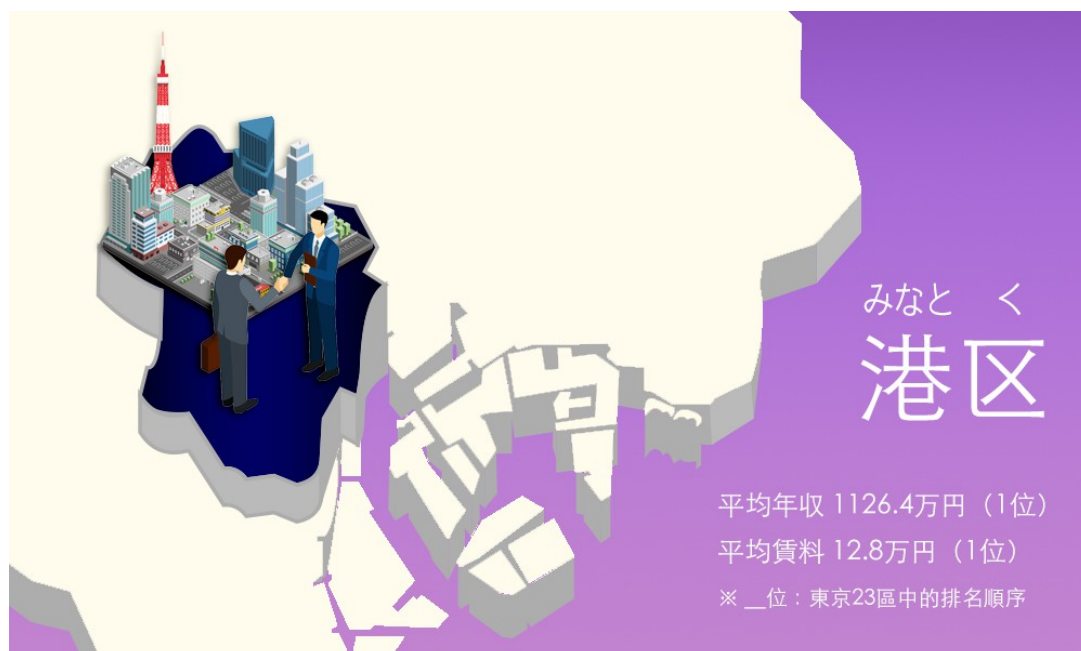 みなと く
港区
平均年収 1126.4万円（1位）
平均賃料 12.8万円（1位）
※ __位：東京23區中的排名順序